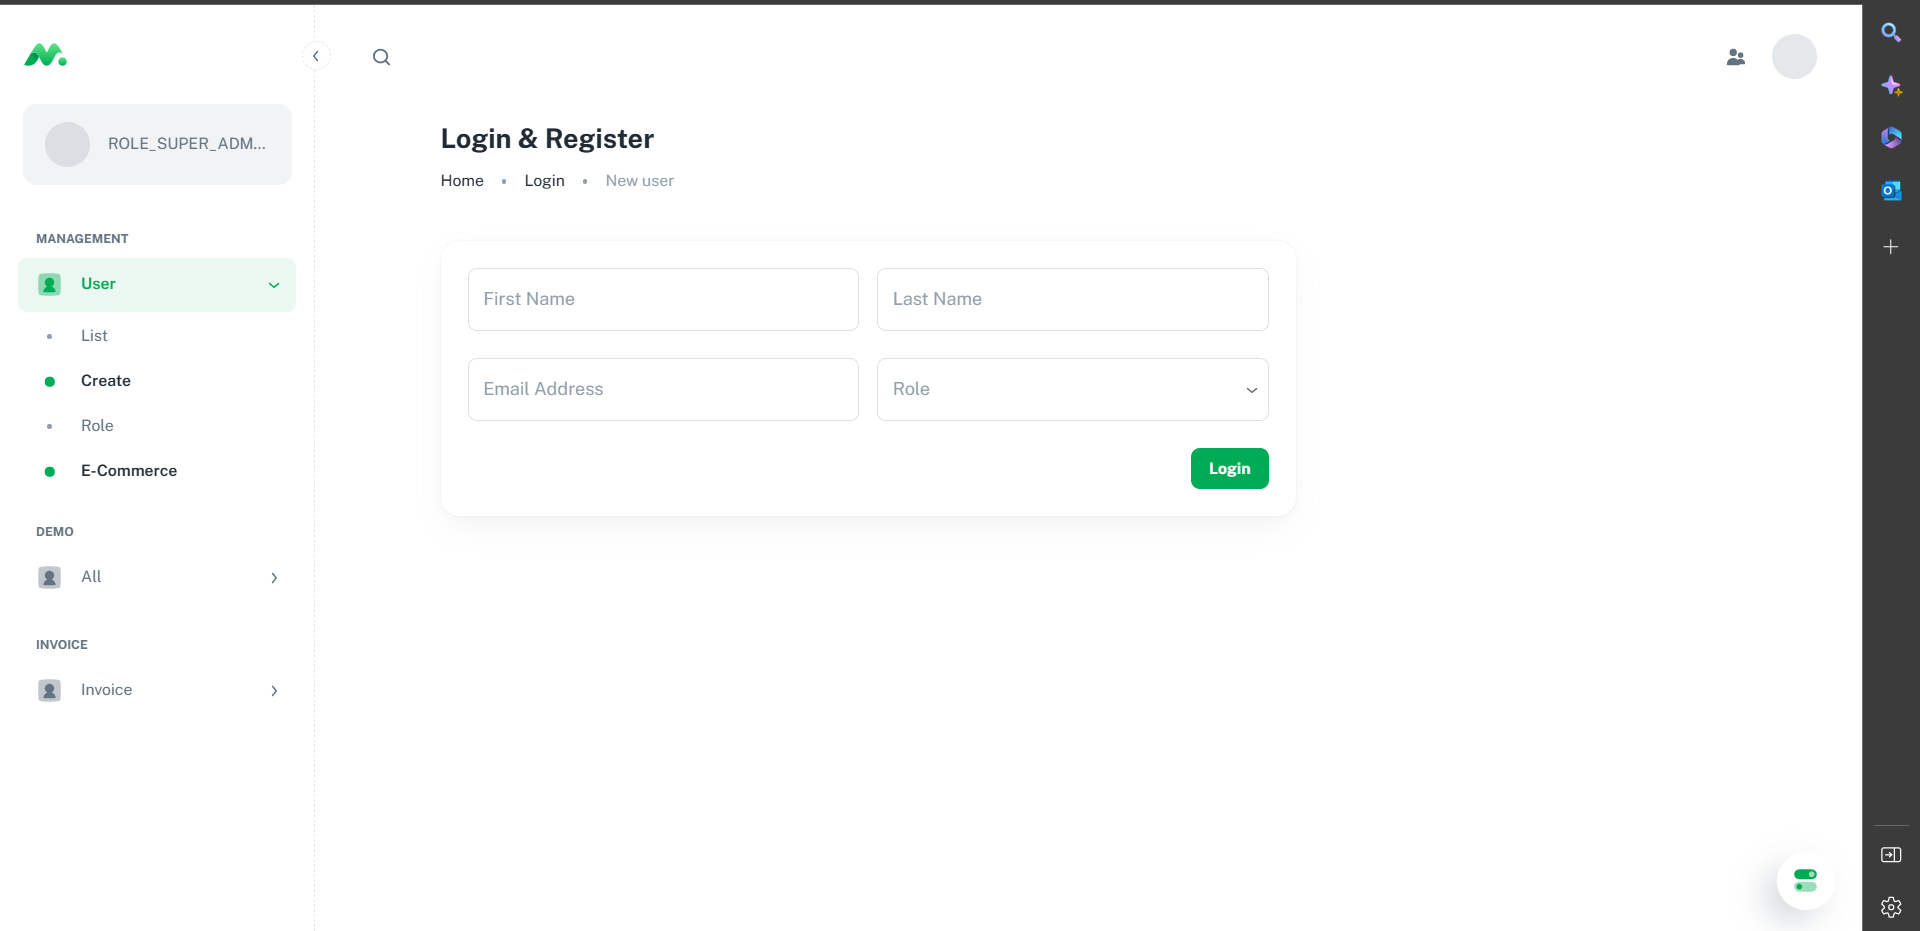 ROLE_SUPER_ADM...
MANAGEMENT
User
List
Create
Role
E-Commerce
DEMO
All
INVOICE
Invoice
Login & Register
Home • Login • New user
First Name
Last Name
Email Address
Role
Login